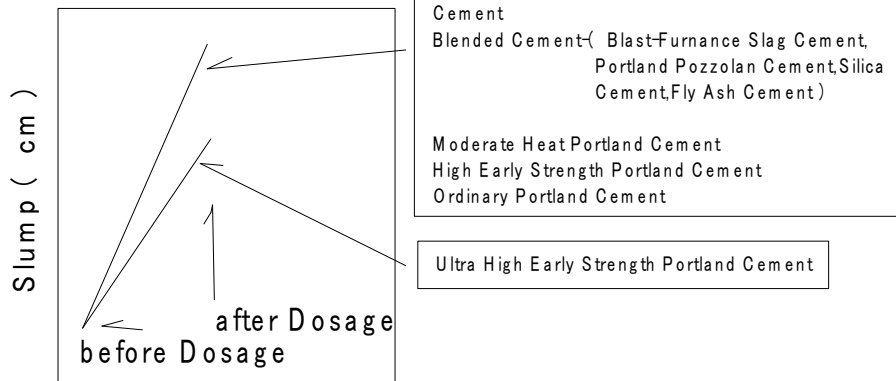 Slump ( cm )
Cement
Blended Cement-( Blast-Furnance Slag Cement,
Portland Pozzolan Cement,Silica
Cement,Fly Ash Cement )
Moderate Heat Portland Cement
High Early Strength Portland Cement
Ordinary Portland Cement
Ultra High Early Strength Portland Cement
after Dosage
before Dosage